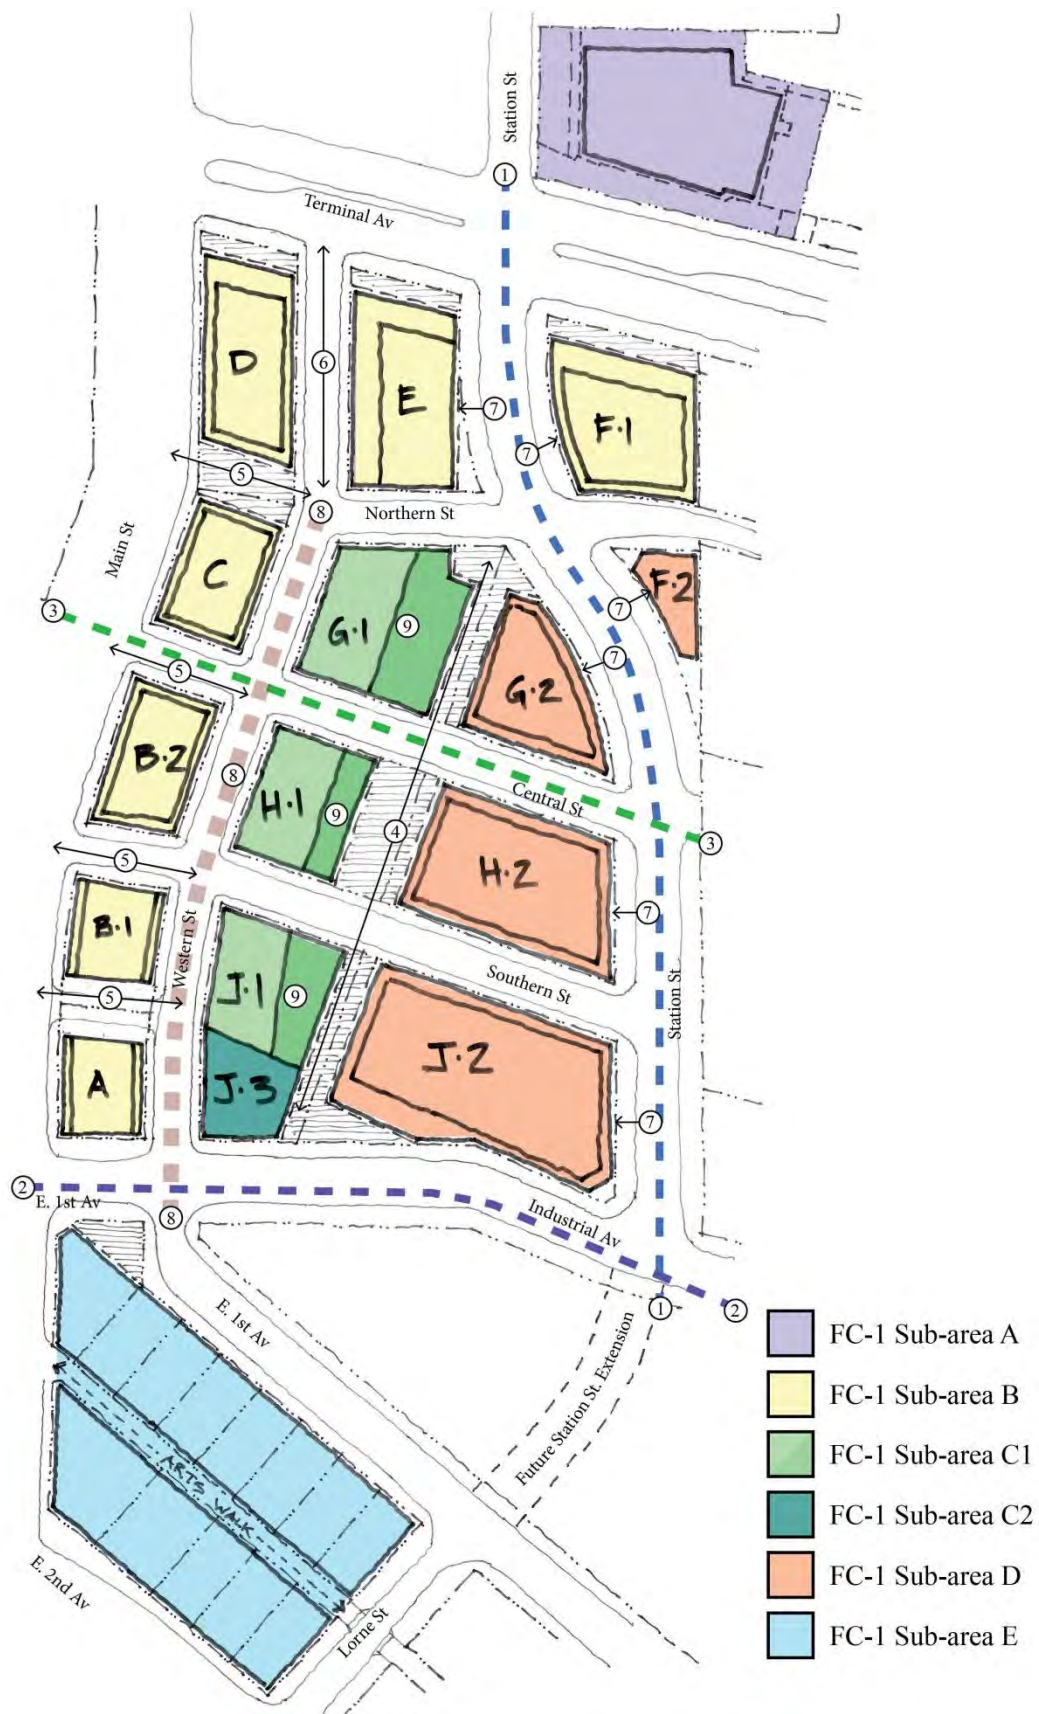 Station St
1
Terminal Av
D
6
E
7
F.1
7
5
8
Northern St
Main St
C
F.2
7
3
G.1
9
7
5
G.2
B.2
8
H.1
9
Central St
4
3
5
H.2
7
B.1
Western St
J.1
9
Southern St
Station St
5
A
J.3
J.2
7
2
E. 1st Av
8
Industrial Av
1
2
E. 1st Av
Future Station St. Extension
ARTS WALK
E. 2nd Av
Lorne St
FC-1 Sub-area A
FC-1 Sub-area B
FC-1 Sub-area C1
FC-1 Sub-area C2
FC-1 Sub-area D
FC-1 Sub-area E